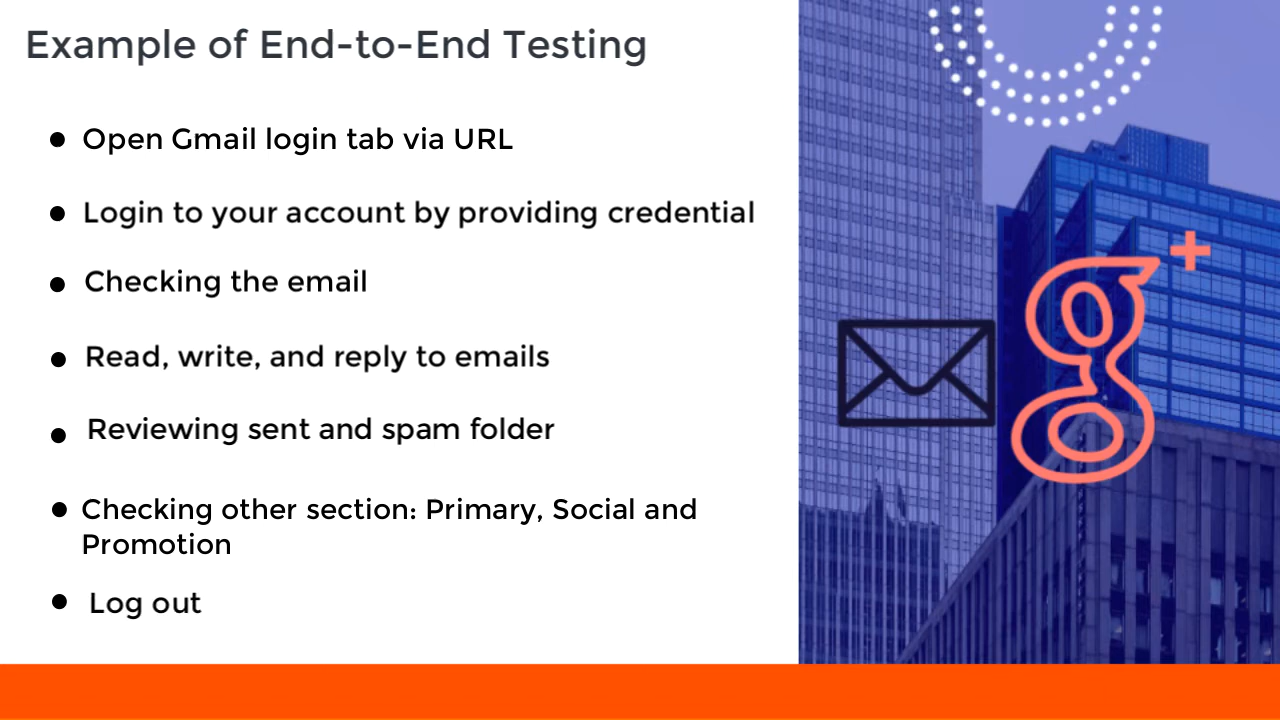 Example of End-to-End Testing
Open Gmail login tab via URL
Login to your account by providing credential
Checking the email
Read, write, and reply to emails
Reviewing sent and spam folder
Checking other section: Primary, Social and
Promotion
Log out
g+